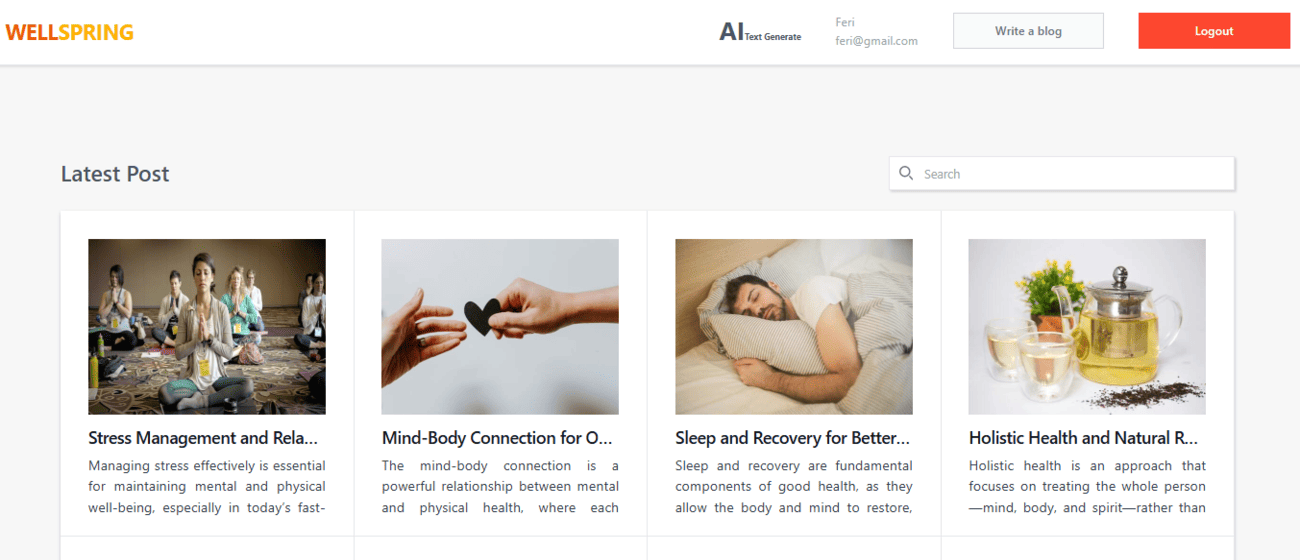 WELLSPRING
AI Text Generate
Feri
feri@gmail.com
Write a blog
Logout
Latest Post
Search
Stress Management and Rela...
Managing stress effectively is essential
for maintaining mental and physical
well-being, especially in today's fast-
Mind-Body Connection for O...
The mind-body connection is a
powerful relationship between mental
and physical health, where each
Sleep and Recovery for Better...
Sleep and recovery are fundamental
components of good health, as they
allow the body and mind to restore,
Holistic Health and Natural R...
Holistic health is an approach that
focuses on treating the whole person
—mind, body, and spirit—rather than